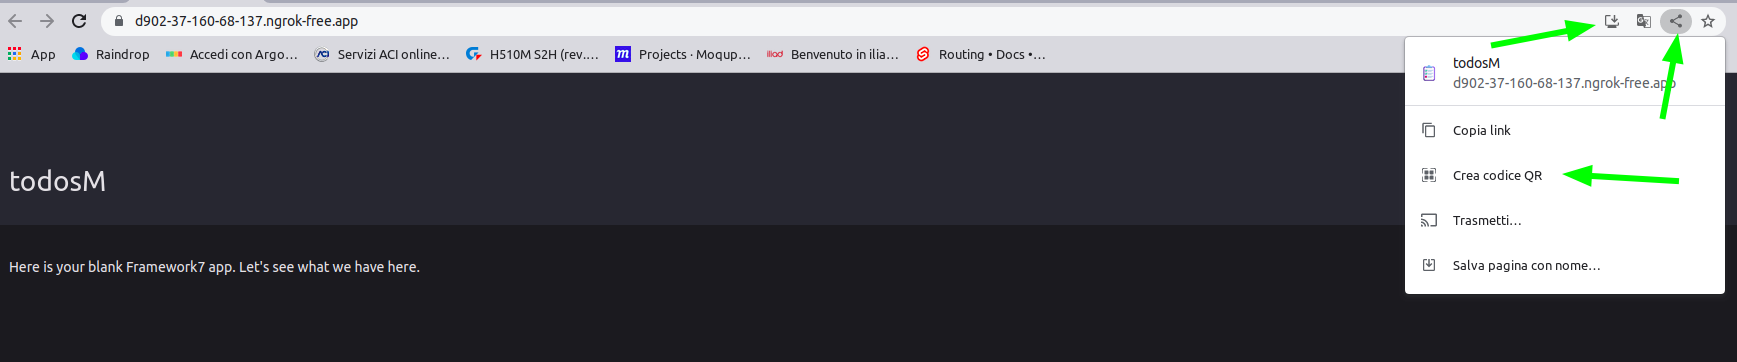 d902-37-160-68-137.ngrok-free.app
App Raindrop Accedi con Argo... Servizi ACI online... H510M S2H (rev.... m Projects · Moqup... iliad Benvenuto in ilia... Routing • Docs •...
todosM
d902-37-160-68-137.ngrok-free.app
Copia link
Crea codice QR
Trasmetti...
Salva pagina con nome...
todosM
Here is your blank Framework7 app. Let's see what we have here.